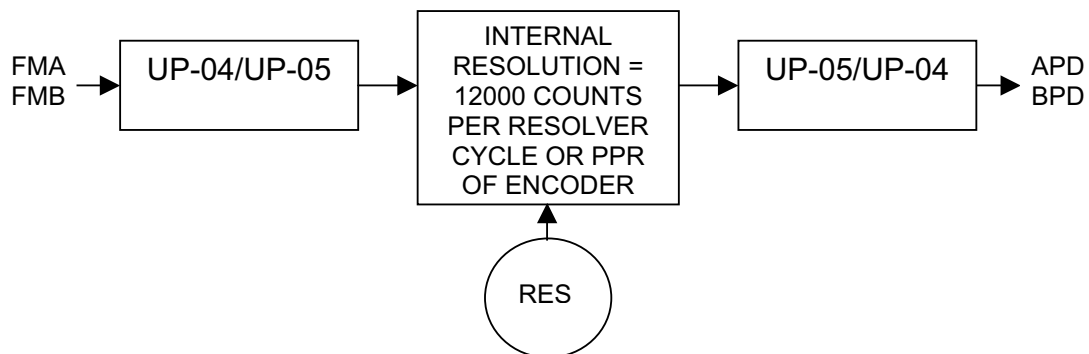 FMA
FMB
UP-04/UP-05
INTERNAL
RESOLUTION =
12000 COUNTS
PER RESOLVER
CYCLE OR PPR
OF ENCODER
UP-05/UP-04
APD
BPD
RES